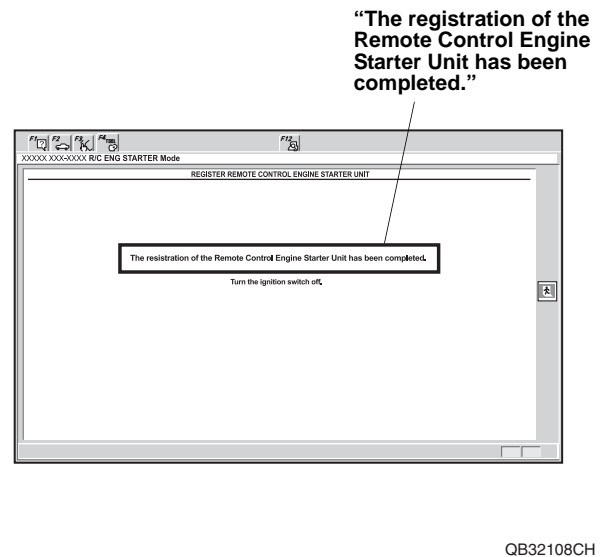 “The registration of the
Remote Control Engine
Starter Unit has been
completed.”
F1 F2 F3 F4 F12
XXXXX XXX-XXXX R/C ENG STARTER Mode
REGISTER REMOTE CONTROL ENGINE STARTER UNIT
The resistration of the Remote Control Engine Starter Unit has been completed.
Turn the ignition switch off.
QB32108CH